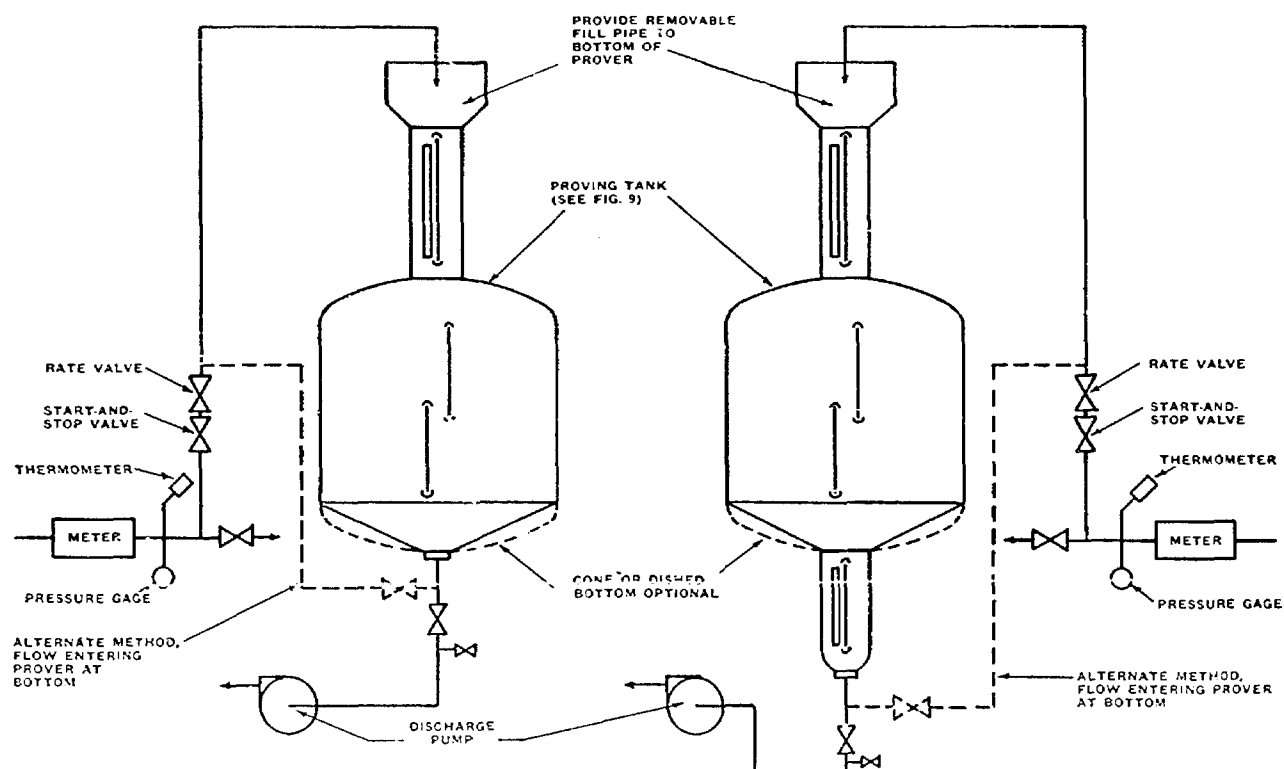 PROVIDE REMOVABLE
FILL PIPE TO
BOTTOM OF
PROVER
PROVING TANK
(SEE FIG. 9)
RATE VALVE
START-AND-
STOP VALVE
THERMOMETER
METER
PRESSURE GAGE
ALTERNATE METHOD,
FLOW ENTERING
PROVER AT
BOTTOM
CONE OR DISHED
BOTTOM OPTIONAL
DISCHARGE
PUMP
RATE VALVE
START-AND-
STOP VALVE
THERMOMETER
METER
PRESSURE GAGE
ALTERNATE METHOD,
FLOW ENTERING PROVER
AT BOTTOM